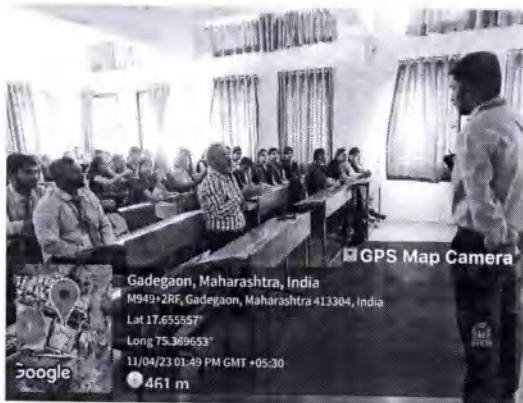 GPS Map Camera
Gadegaon, Maharashtra, India
M949+2RF, Gadegaon, Maharashtra 413304, India
Lat 17.655557°
Long 75.369653°
11/04/23 01:49 PM GMT +05:30
461 m
Google